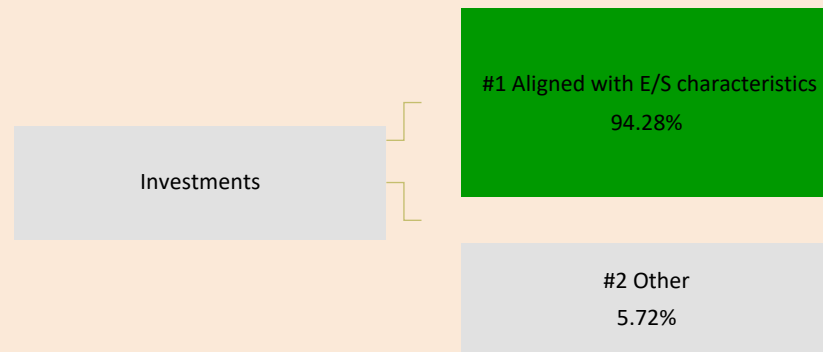 #1 Aligned with E/S characteristics
94.28%
Investments
#2 Other
5.72%